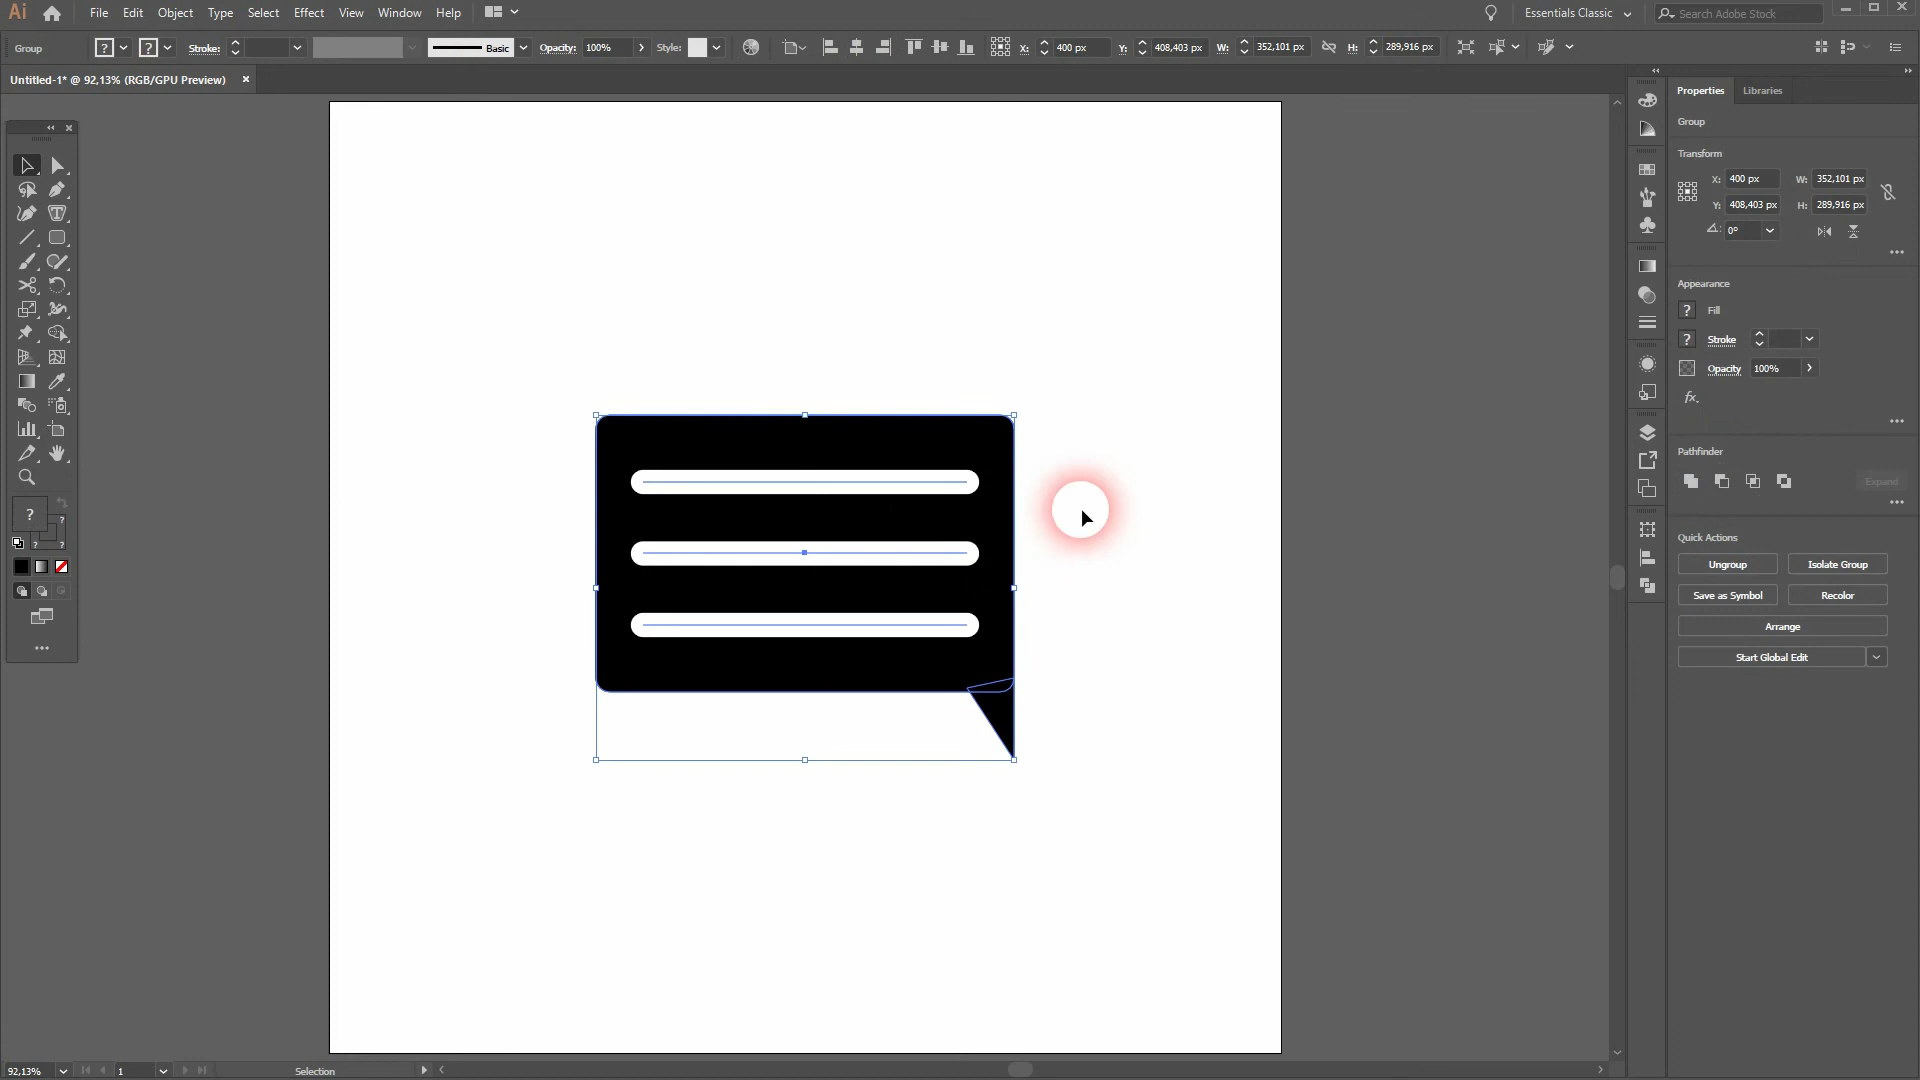 Ai File Edit Object Type Select Effect View Window Help Essentials Classic Search Adobe Stock
Group ? ? Stroke: Basic Opacity: 100% Style: X: 400 px Y: 408,403 px W: 352,101 px H: 289,916 px
Untitled-1* @ 92,13% (RGB/GPU Preview)
Properties Libraries
Group
Transform
X: 400 px W: 352,101 px
Y: 408,403 px H: 289,916 px
0°
Appearance
? Fill
? Stroke
Opacity 100%
fx.
Pathfinder
Expand
Quick Actions
Ungroup Isolate Group
Save as Symbol Recolor
Arrange
Start Global Edit
T
?
?
? ?
92,13% 1 Selection